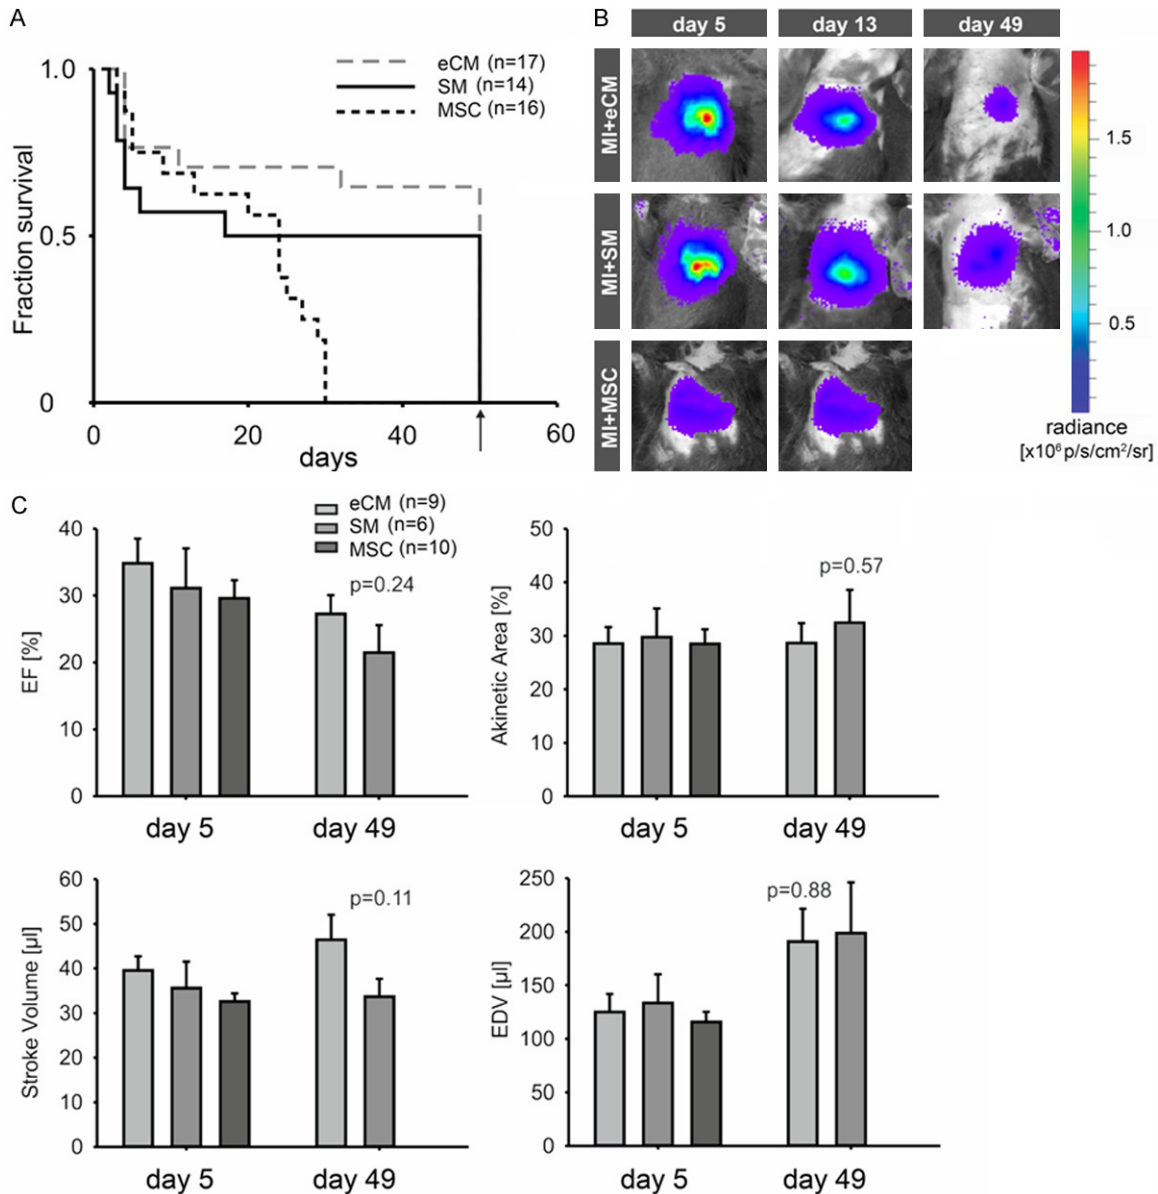 A
1.0
0.5
0
Fraction survival
eCM (n=17)
SM (n=14)
MSC (n=16)
0 20 40 60
days
B
day 5 day 13 day 49
MI+eCM
MI+SM
MI+MSC
1.5
1.0
0.5
radiance
[x10⁶ p/s/cm²/sr]
C
eCM (n=9)
SM (n=6)
MSC (n=10)
40
30
20
10
0
EF [%]
p=0.24
day 5 day 49
50
40
30
20
10
0
Akinetic Area [%]
p=0.57
day 5 day 49
60
50
40
30
20
10
0
Stroke Volume [µl]
p=0.11
day 5 day 49
250
200
150
100
50
0
EDV [µl]
p=0.88
day 5 day 49